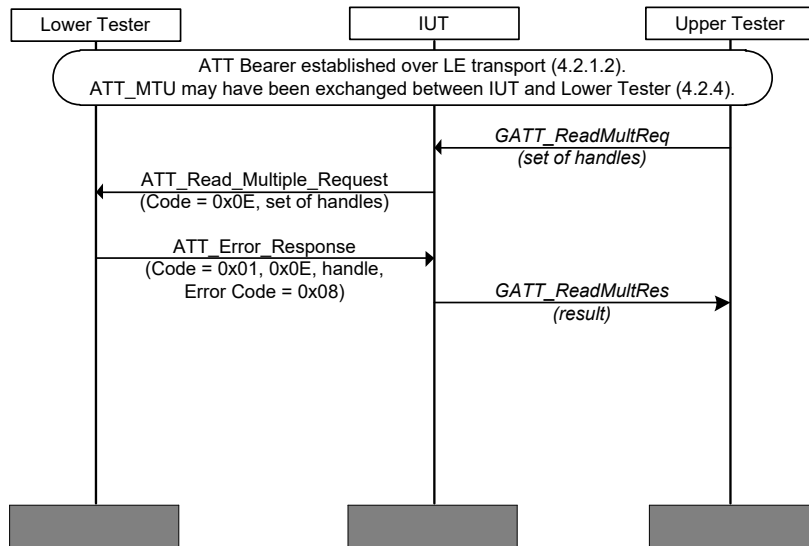 Lower Tester
IUT
Upper Tester
ATT Bearer established over LE transport (4.2.1.2).
ATT_MTU may have been exchanged between IUT and Lower Tester (4.2.4).
GATT_ReadMultReq
(set of handles)
ATT_Read_Multiple_Request
(Code = 0x0E, set of handles)
ATT_Error_Response
(Code = 0x01, 0x0E, handle,
Error Code = 0x08)
GATT_ReadMultRes
(result)